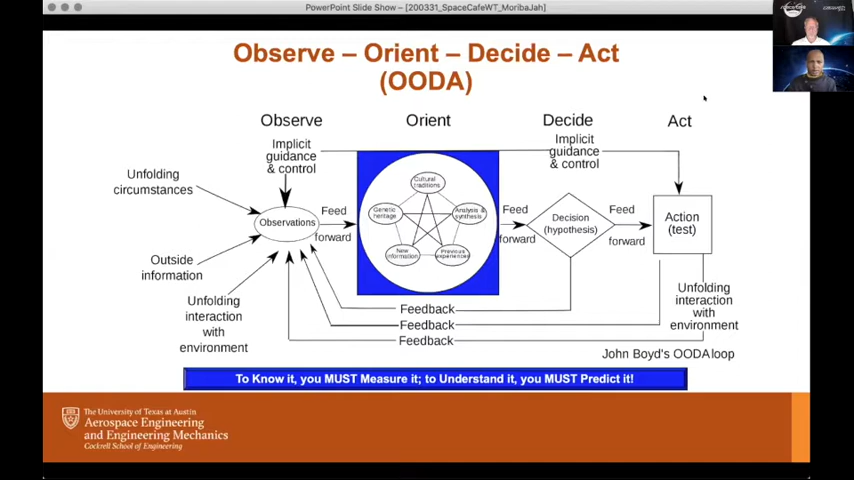 PowerPoint Slide Show – [200331_SpaceCafeWT_MoribaJah]
Observe – Orient – Decide – Act
(OODA)
Observe
Orient
Decide
Act
Implicit
guidance
& control
Implicit
guidance
& control
Unfolding
circumstances
Observations
Feed
forward
Cultural
traditions
Genetic
heritage
Analysis &
synthesis
New
Information
Previous
experiences
Feed
forward
Decision
(hypothesis)
Feed
forward
Action
(test)
Outside
information
Unfolding
interaction
with
environment
Unfolding
interaction
with
environment
Feedback
Feedback
Feedback
John Boyd's OODA loop
To Know it, you MUST Measure it; to Understand it, you MUST Predict it!
The University of Texas at Austin
Aerospace Engineering
and Engineering Mechanics
Cockrell School of Engineering